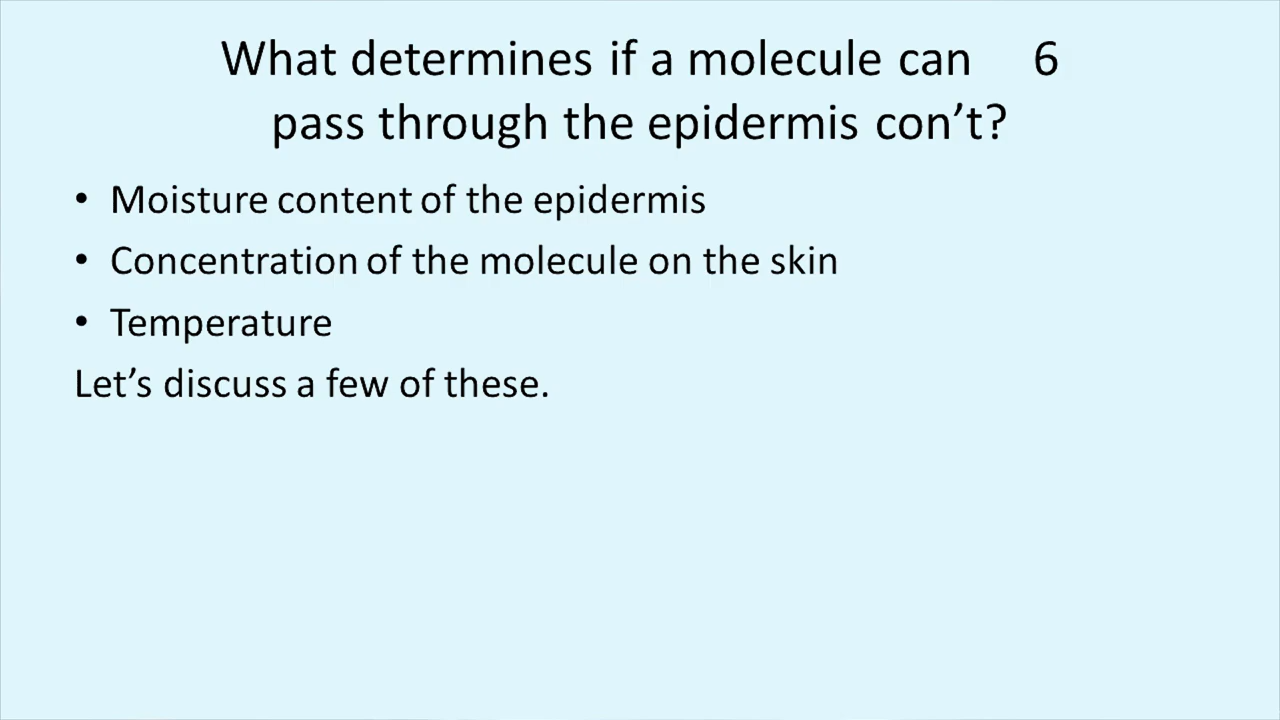 What determines if a molecule can 6
pass through the epidermis con’t?
• Moisture content of the epidermis
• Concentration of the molecule on the skin
• Temperature
Let’s discuss a few of these.